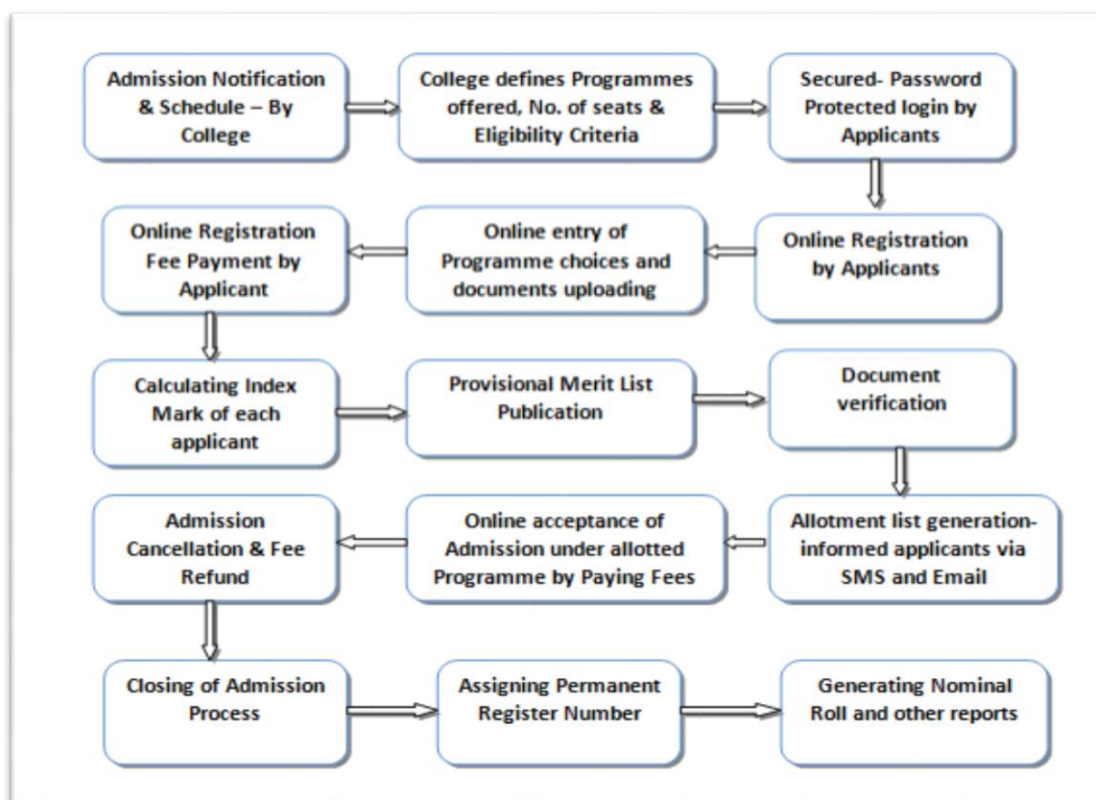 Admission Notification
& Schedule – By
College
College defines Programmes
offered, No. of seats &
Eligibility Criteria
Secured- Password
Protected login by
Applicants
Online Registration
by Applicants
Online entry of
Programme choices and
documents uploading
Online Registration
Fee Payment by
Applicant
Calculating Index
Mark of each
applicant
Provisional Merit List
Publication
Document
verification
Allotment list generation-
informed applicants via
SMS and Email
Online acceptance of
Admission under allotted
Programme by Paying Fees
Admission
Cancellation & Fee
Refund
Closing of Admission
Process
Assigning Permanent
Register Number
Generating Nominal
Roll and other reports